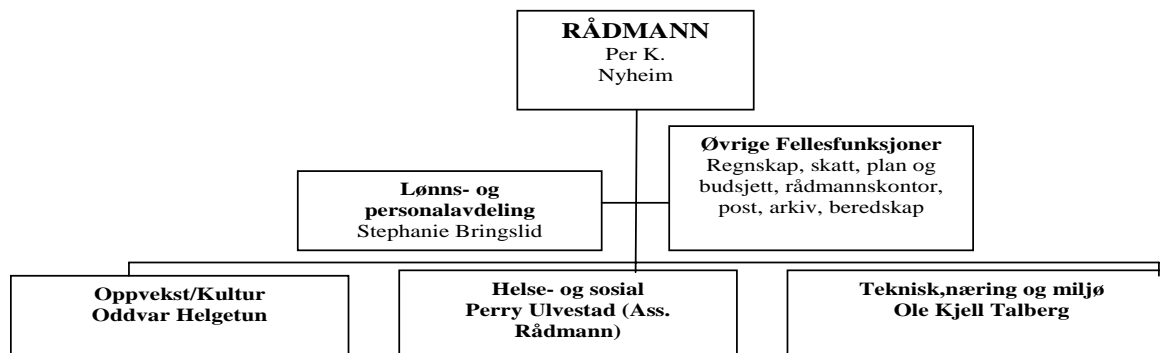 RÅDMANN
Per K.
Nyheim
Øvrige Fellesfunksjoner
Regnskap, skatt, plan og
budsjett, rådmannskontor,
post, arkiv, beredskap
Lønns- og
personalavdeling
Stephanie Bringslid
Oppvekst/Kultur
Oddvar Helgetun
Helse- og sosial
Perry Ulvestad (Ass.
Rådmann)
Teknisk,næring og miljø
Ole Kjell Talberg